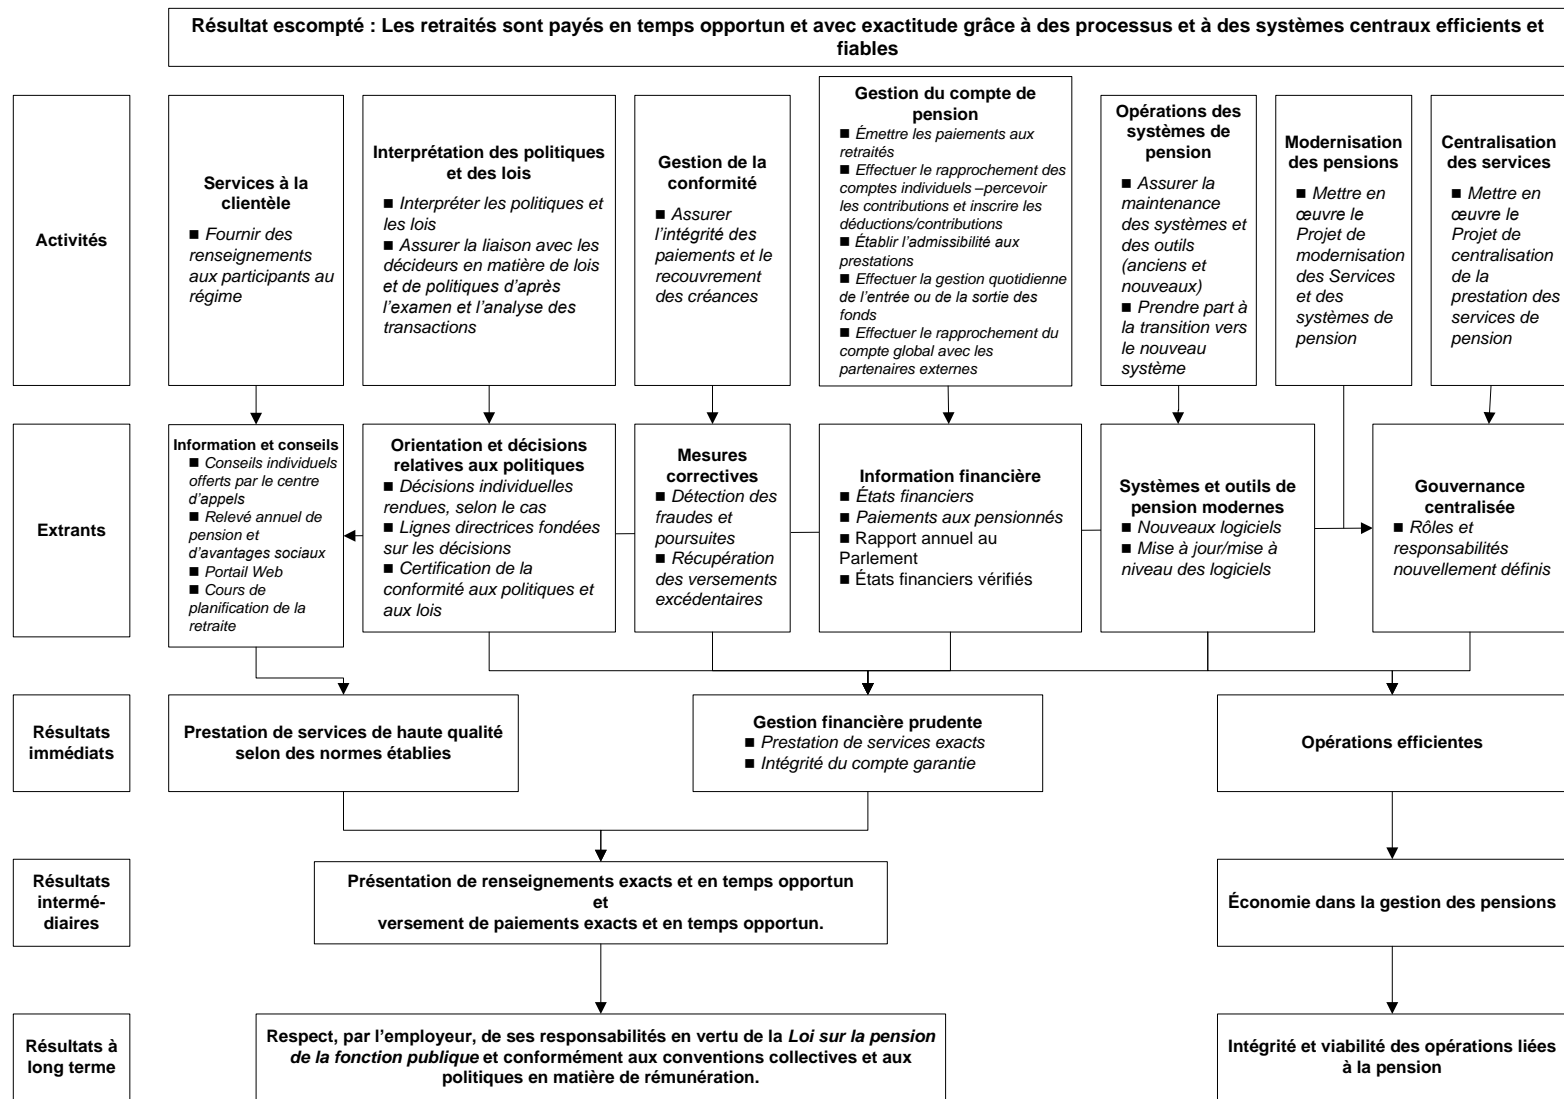 Résultat escompté : Les retraités sont payés en temps opportun et avec exactitude grâce à des processus et à des systèmes centraux efficients et
fiables
Activités
Services à la
clientèle
■ Fournir des
renseignements
aux participants au
régime
Interprétation des politiques
et des lois
■ Interpréter les politiques et
les lois
■ Assurer la liaison avec les
décideurs en matière de lois
et de politiques d’après
l’examen et l’analyse des
transactions
Gestion de la
conformité
■ Assurer
l’intégrité des
paiements et le
recouvrement
des créances
Gestion du compte de
pension
■ Émettre les paiements aux
retraités
■ Effectuer le rapprochement des
comptes individuels –percevoir
les contributions et inscrire les
déductions/contributions
■ Établir l’admissibilité aux
prestations
■ Effectuer la gestion quotidienne
de l’entrée ou de la sortie des
fonds
■ Effectuer le rapprochement du
compte global avec les
partenaires externes
Opérations des
systèmes de
pension
■ Assurer la
maintenance
des systèmes et
des outils
(anciens et
nouveaux)
■ Prendre part à
la transition vers
le nouveau
système
Modernisation
des pensions
■ Mettre en
œuvre le
Projet de
modernisation
des Services
et des
systèmes de
pension
Centralisation
des services
■ Mettre en
œuvre le
Projet de
centralisation
de la
prestation des
services de
pension
Extrants
Information et conseils
■ Conseils individuels
offerts par le centre
d’appels
■ Relevé annuel de
pension et
d’avantages sociaux
■ Portail Web
■ Cours de
planification de la
retraite
Orientation et décisions
relatives aux politiques
■ Décisions individuelles
rendues, selon le cas
■ Lignes directrices fondées
sur les décisions
■ Certification de la
conformité aux politiques et
aux lois
Mesures
correctives
■ Détection des
fraudes et
poursuites
■ Récupération
des versements
excédentaires
Information financière
■ États financiers
■ Paiements aux pensionnés
■ Rapport annuel au
Parlement
■ États financiers vérifiés
Systèmes et outils de
pension modernes
■ Nouveaux logiciels
■ Mise à jour/mise à
niveau des logiciels
Gouvernance
centralisée
■ Rôles et
responsabilités
nouvellement définis
Résultats
immédiats
Prestation de services de haute qualité
selon des normes établies
Gestion financière prudente
■ Prestation de services exacts
■ Intégrité du compte garantie
Opérations efficientes
Résultats
intermé-
diaires
Présentation de renseignements exacts et en temps opportun
et
versement de paiements exacts et en temps opportun.
Économie dans la gestion des pensions
Résultats à
long terme
Respect, par l’employeur, de ses responsabilités en vertu de la Loi sur la pension
de la fonction publique et conformément aux conventions collectives et aux
politiques en matière de rémunération.
Intégrité et viabilité des opérations liées
à la pension